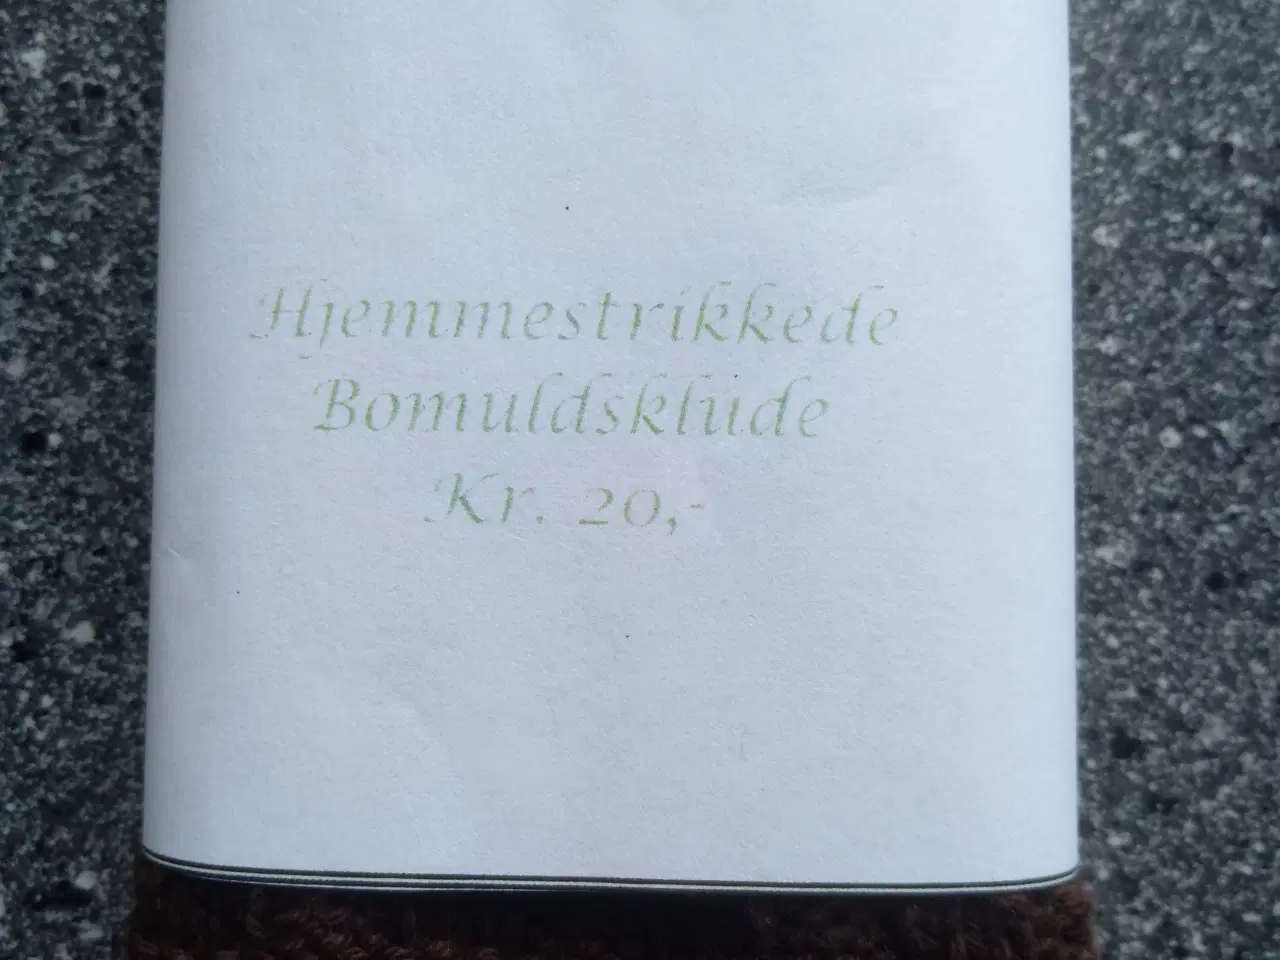 Hjemmestrikkede
Bomuldsklude
Kr. 20,-